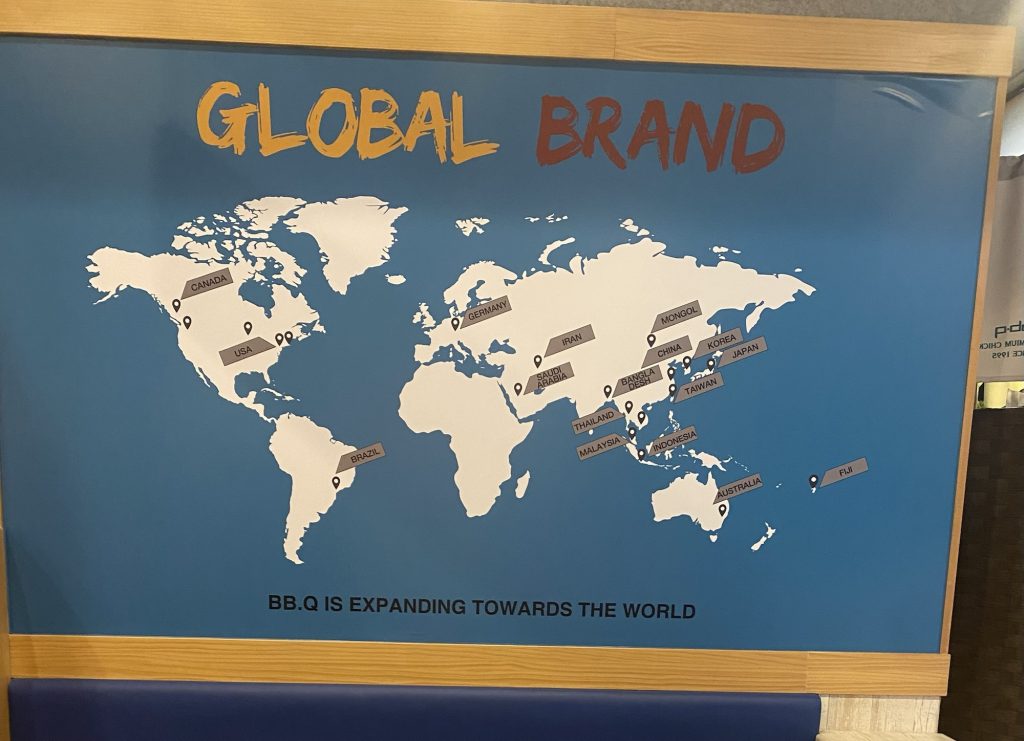 GLOBAL BRAND
CANADA
USA
BRAZIL
GERMANY
IRAN
SAUDI
ARABIA
MONGOL
CHINA
KOREA
JAPAN
BANGLA
DESH
TAIWAN
THAILAND
MALAYSIA
INDONESIA
AUSTRALIA
FIJI
BB.Q IS EXPANDING TOWARDS THE WORLD